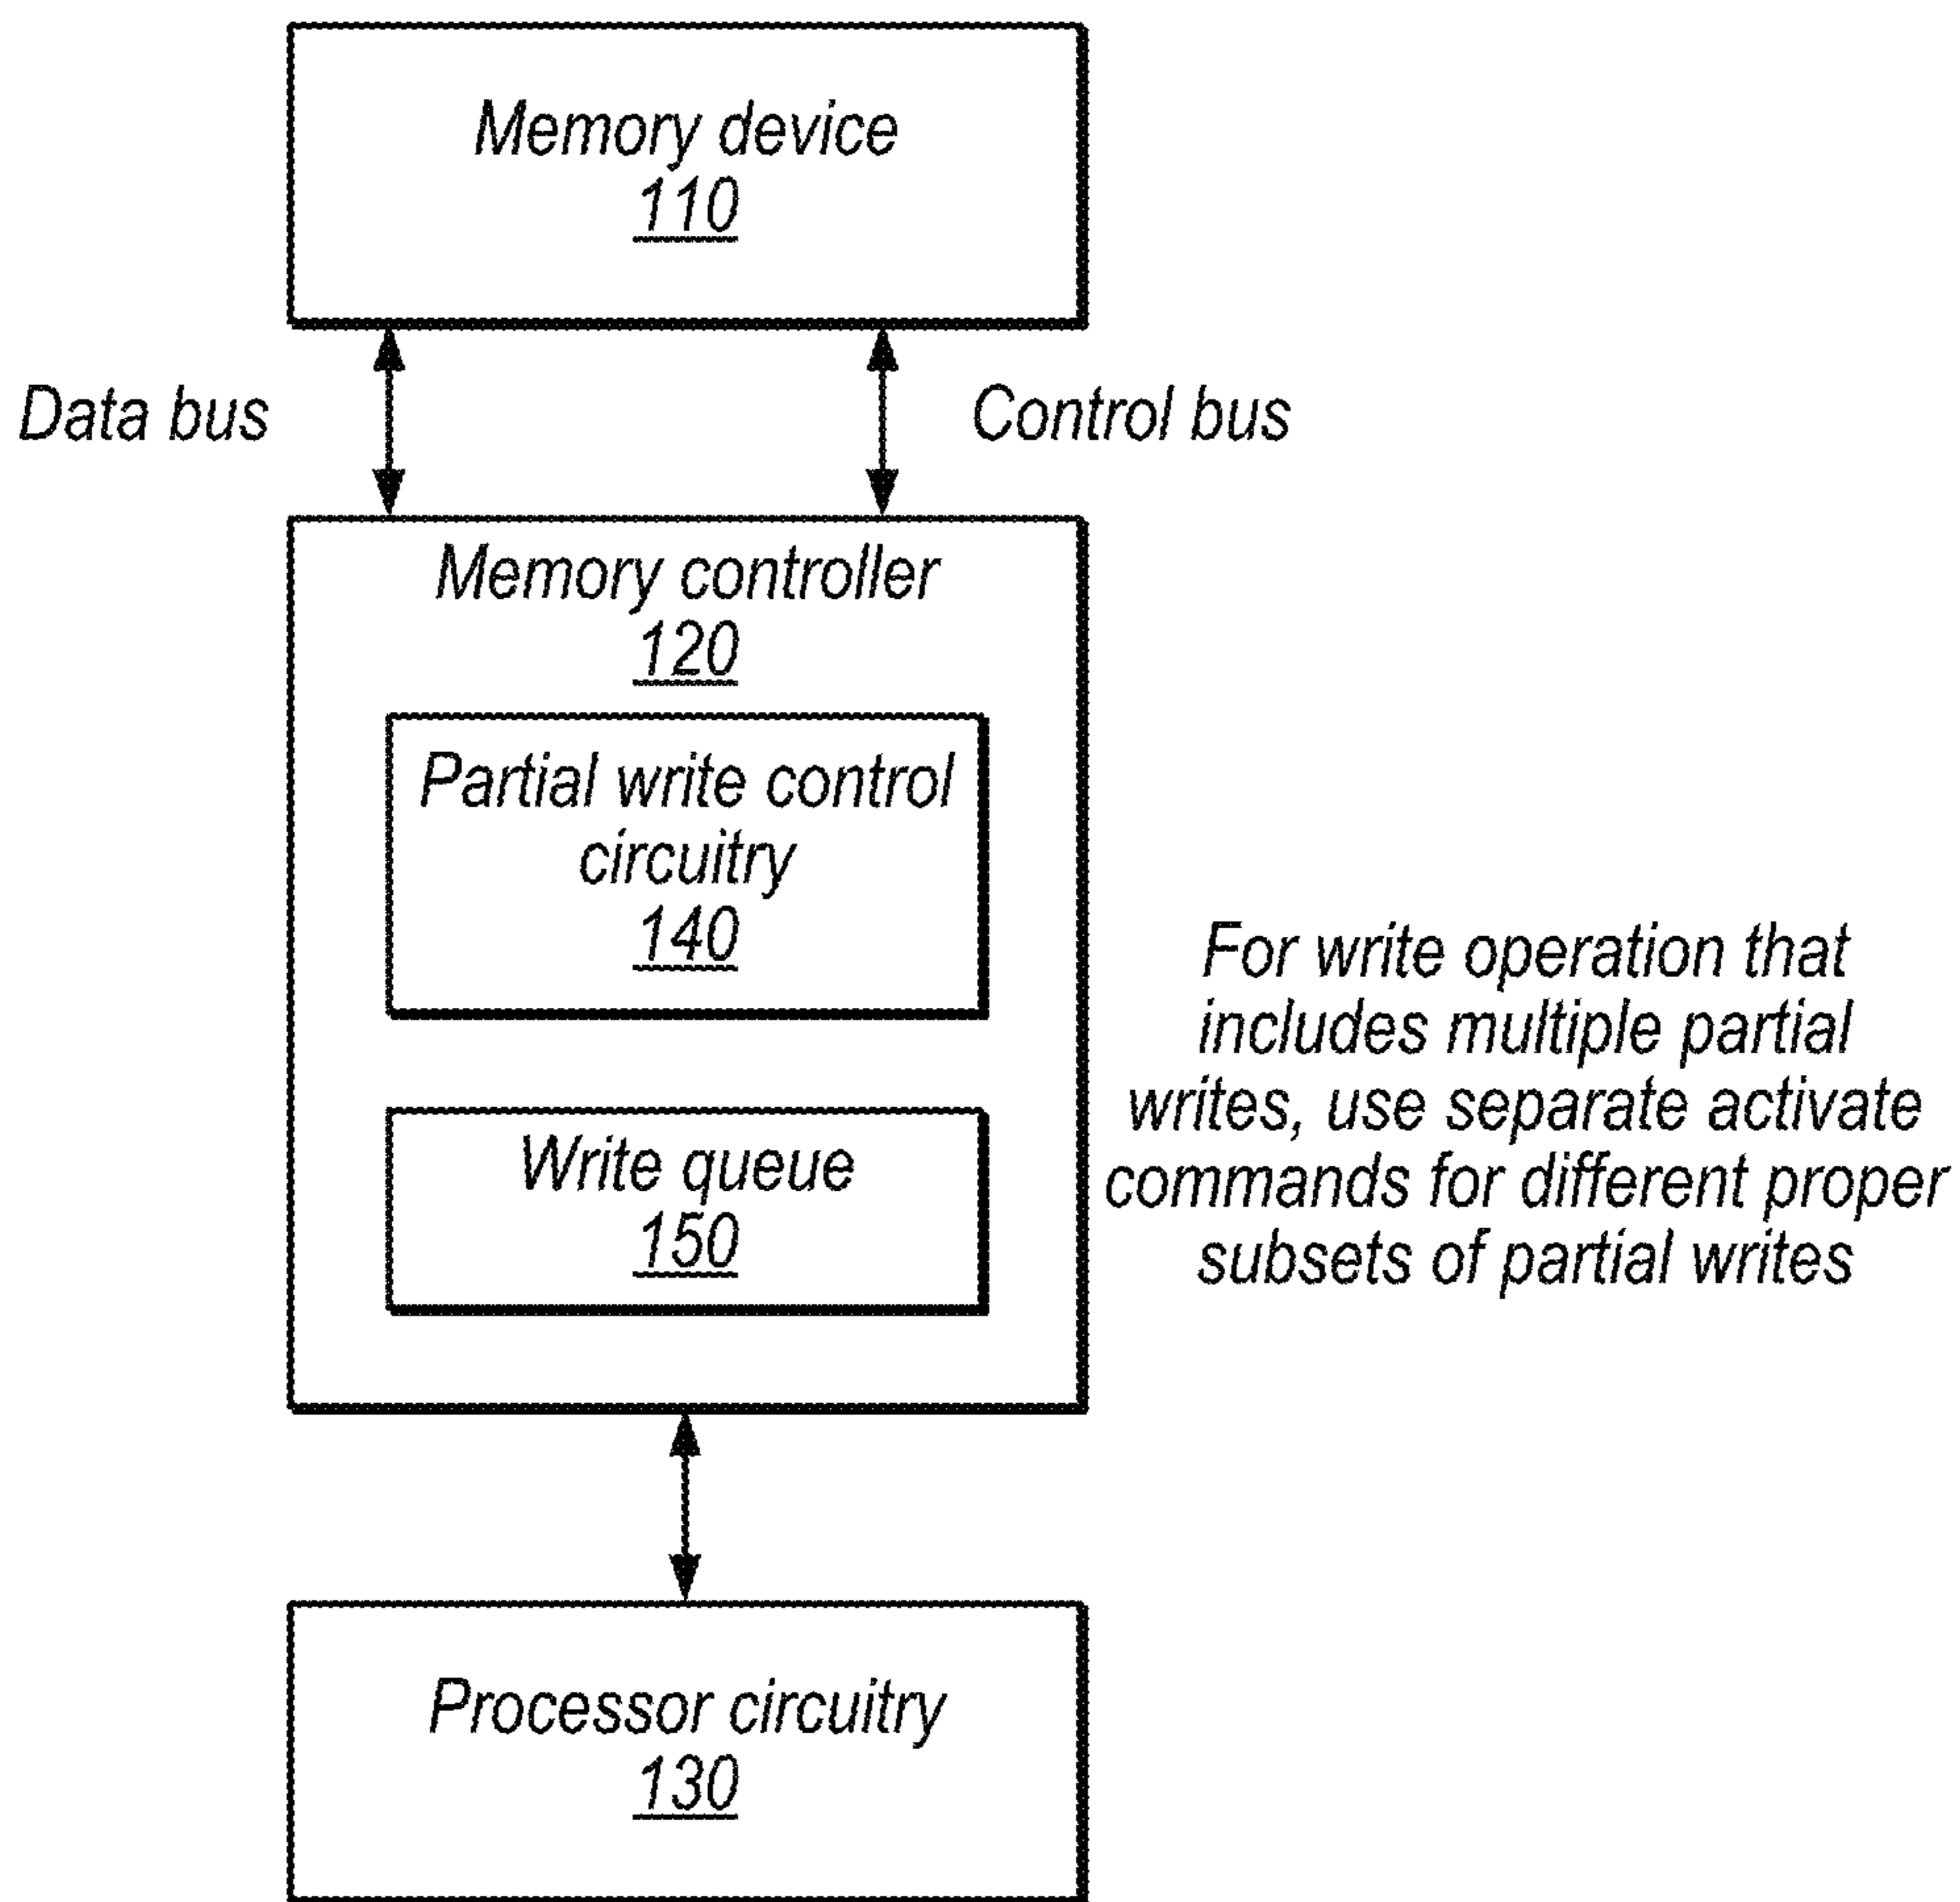 Memory device
110
Data bus
Control bus
Memory controller
120
Partial write control
circuitry
140
For write operation that
includes multiple partial
writes, use separate activate
commands for different proper
subsets of partial writes
Write queue
150
Processor circuitry
130